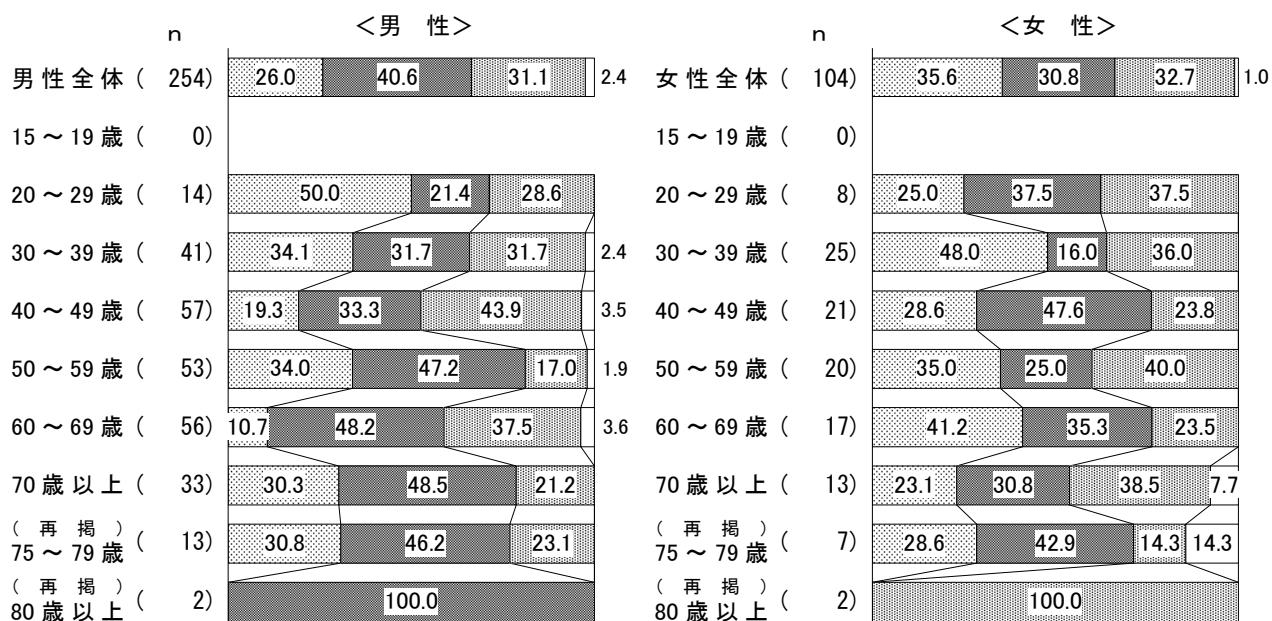 ＜男　性＞
n
男性全体 ( 254) 26.0 40.6 31.1 2.4
15～19歳 ( 0)
20～29歳 ( 14) 50.0 21.4 28.6
30～39歳 ( 41) 34.1 31.7 31.7 2.4
40～49歳 ( 57) 19.3 33.3 43.9 3.5
50～59歳 ( 53) 34.0 47.2 17.0 1.9
60～69歳 ( 56) 10.7 48.2 37.5 3.6
70歳以上 ( 33) 30.3 48.5 21.2
(再掲)
75～79歳 ( 13) 30.8 46.2 23.1
(再掲)
80歳以上 ( 2) 100.0
＜女　性＞
n
女性全体 ( 104) 35.6 30.8 32.7 1.0
15～19歳 ( 0)
20～29歳 ( 8) 25.0 37.5 37.5
30～39歳 ( 25) 48.0 16.0 36.0
40～49歳 ( 21) 28.6 47.6 23.8
50～59歳 ( 20) 35.0 25.0 40.0
60～69歳 ( 17) 41.2 35.3 23.5
70歳以上 ( 13) 23.1 30.8 38.5 7.7
(再掲)
75～79歳 ( 7) 28.6 42.9 14.3 14.3
(再掲)
80歳以上 ( 2) 100.0